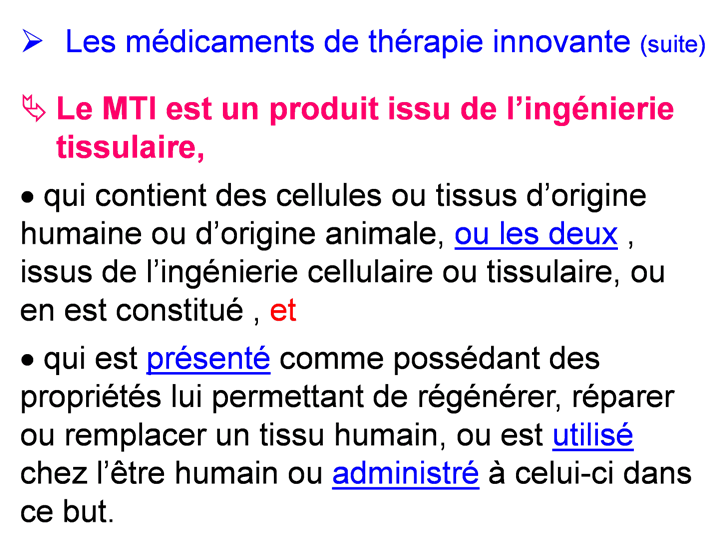 ➢ Les médicaments de thérapie innovante (suite)
Le MTI est un produit issu de l’ingénierie
tissulaire,
• qui contient des cellules ou tissus d’origine
humaine ou d’origine animale, ou les deux ,
issus de l’ingénierie cellulaire ou tissulaire, ou
en est constitué , et
• qui est présenté comme possédant des
propriétés lui permettant de régénérer, réparer
ou remplacer un tissu humain, ou est utilisé
chez l’être humain ou administré à celui-ci dans
ce but.